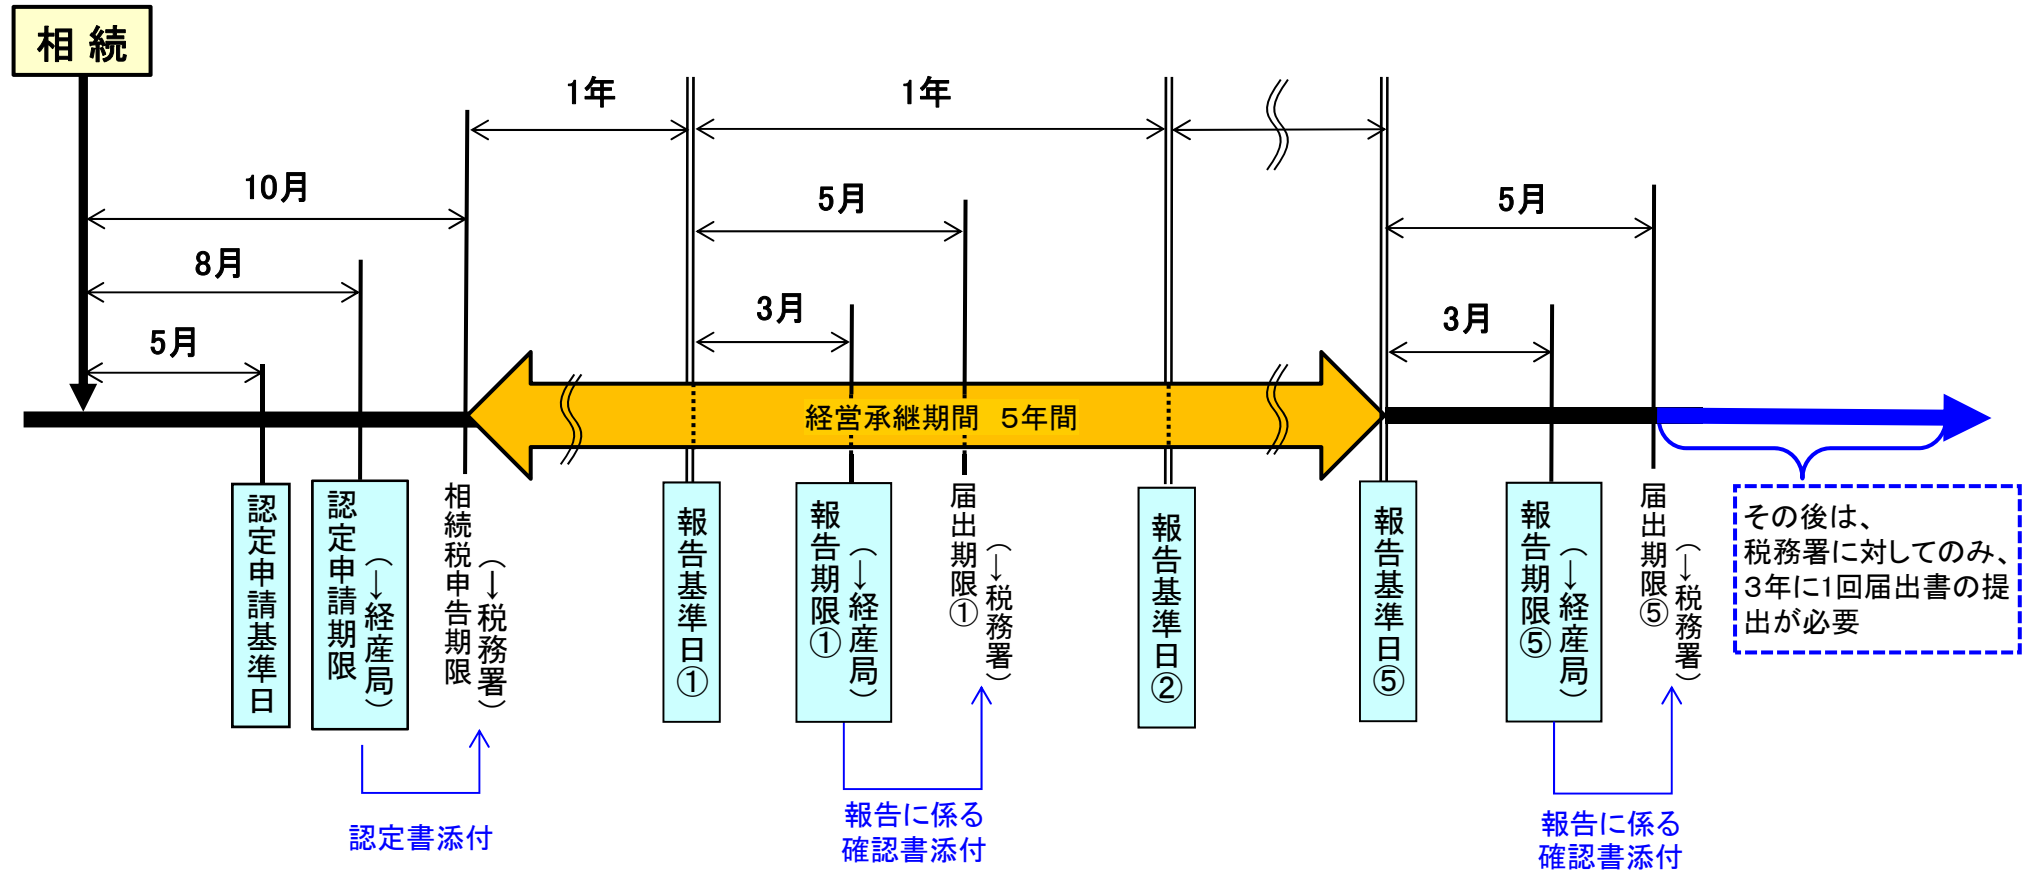 相 続
1年
1年
10月
5月
5月
8月
3月
3月
5月
経営承継期間　5年間
認定申請基準日
認定申請期限
（→経産局）
相続税申告期限
（→税務署）
報告基準日①
報告期限①
（→経産局）
届出期限①
（→税務署）
報告基準日②
報告基準日⑤
報告期限⑤
（→経産局）
届出期限⑤
（→税務署）
その後は、
税務署に対してのみ、
3年に1回届出書の提
出が必要
認定書添付
報告に係る
確認書添付
報告に係る
確認書添付